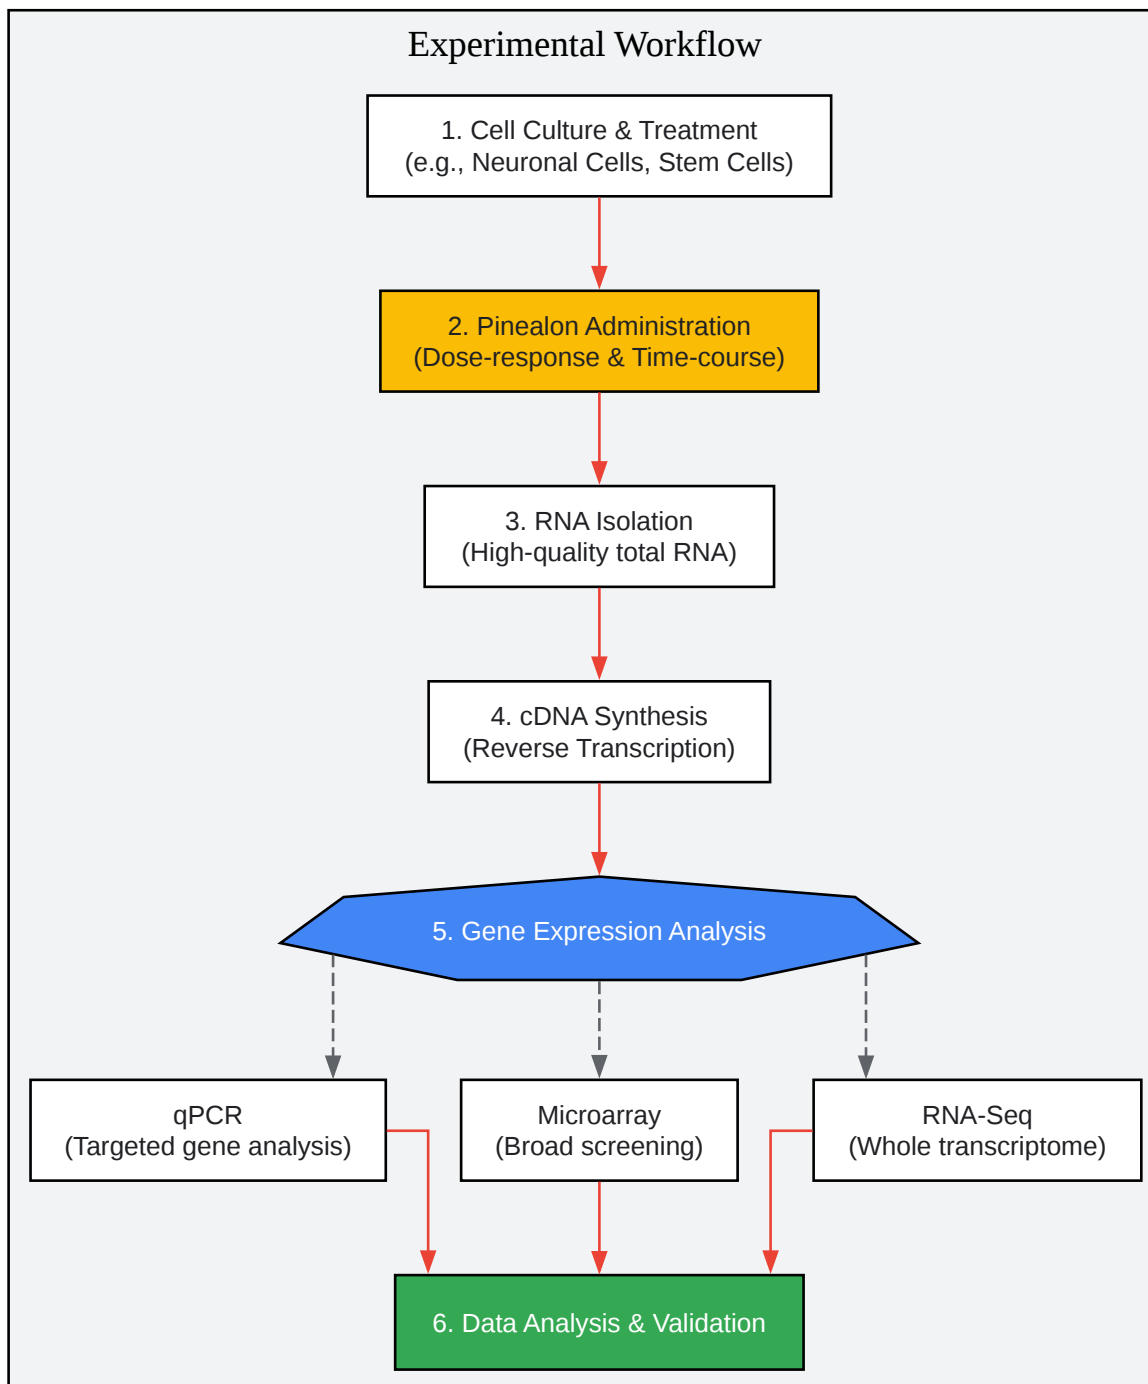 Experimental Workflow
1. Cell Culture & Treatment
(e.g., Neuronal Cells, Stem Cells)
2. Pinealon Administration
(Dose-response & Time-course)
3. RNA Isolation
(High-quality total RNA)
4. cDNA Synthesis
(Reverse Transcription)
5. Gene Expression Analysis
qPCR
(Targeted gene analysis)
Microarray
(Broad screening)
RNA-Seq
(Whole transcriptome)
6. Data Analysis & Validation